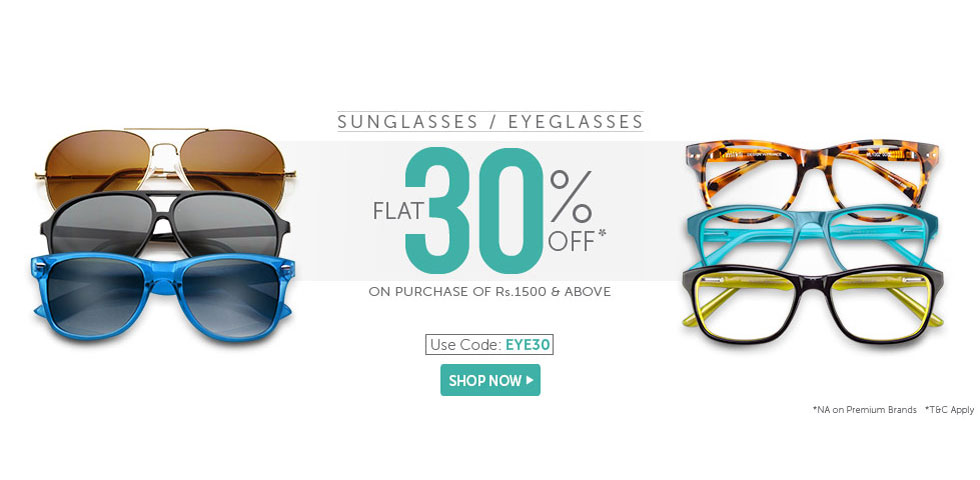 SUNGLASSES / EYEGLASSES
FLAT 30% OFF*
ON PURCHASE OF Rs.1500 & ABOVE
Use Code: EYE30
SHOP NOW
*NA on Premium Brands *T&C Apply